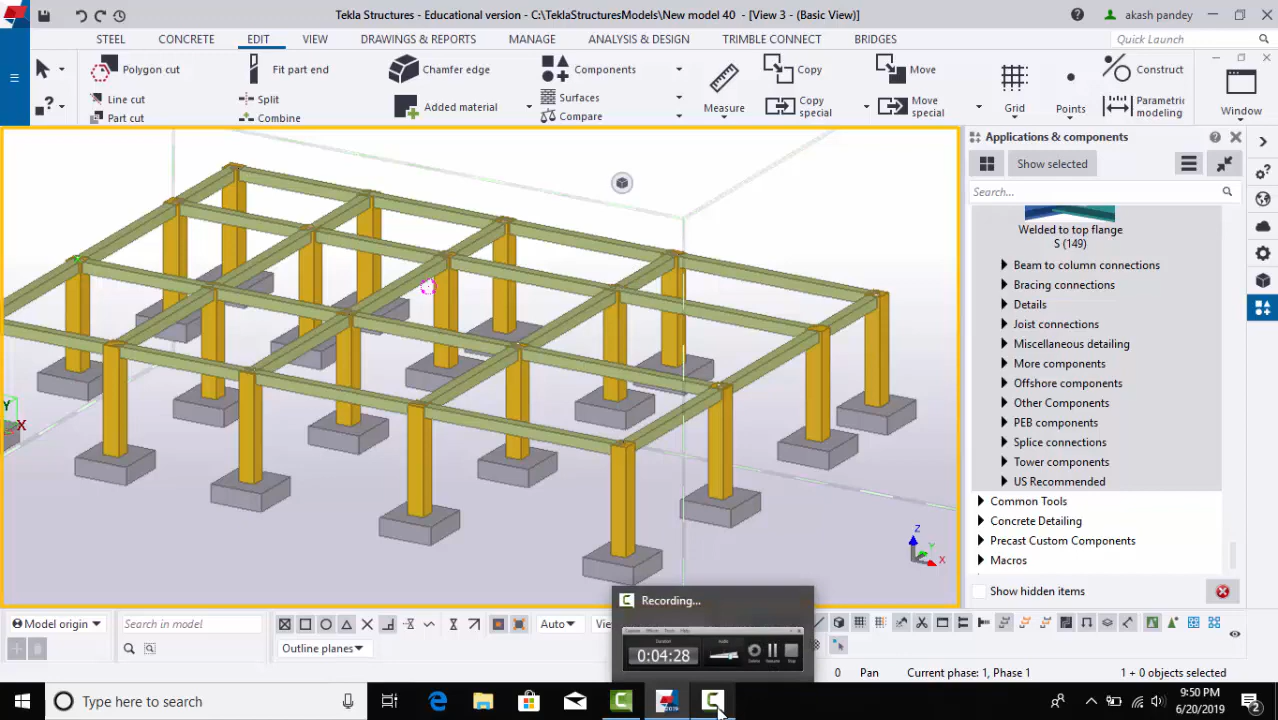 Tekla Structures - Educational version - C:\TeklaStructuresModels\New model 40 - [View 3 - (Basic View)]
akash pandey
STEEL CONCRETE EDIT VIEW DRAWINGS & REPORTS MANAGE ANALYSIS & DESIGN TRIMBLE CONNECT BRIDGES
Quick Launch
Polygon cut
Line cut
Part cut
Fit part end
Split
Combine
Chamfer edge
Added material
Components
Surfaces
Compare
Measure
Copy
Copy special
Move
Move special
Grid
Points
Construct
Parametric modeling
Window
Applications & components
Show selected
Search...
Welded to top flange
S (149)
Beam to column connections
Bracing connections
Details
Joist connections
Miscellaneous detailing
More components
Offshore components
Other Components
PEB components
Splice connections
Tower components
US Recommended
Common Tools
Concrete Detailing
Precast Custom Components
Macros
Show hidden items
Y
X
Z
Y
X
Recording...
0:04:28
Model origin
Search in model
Outline planes
Auto
0 Pan Current phase: 1, Phase 1 1 + 0 objects selected
Type here to search
2019
9:50 PM
6/20/2019
2